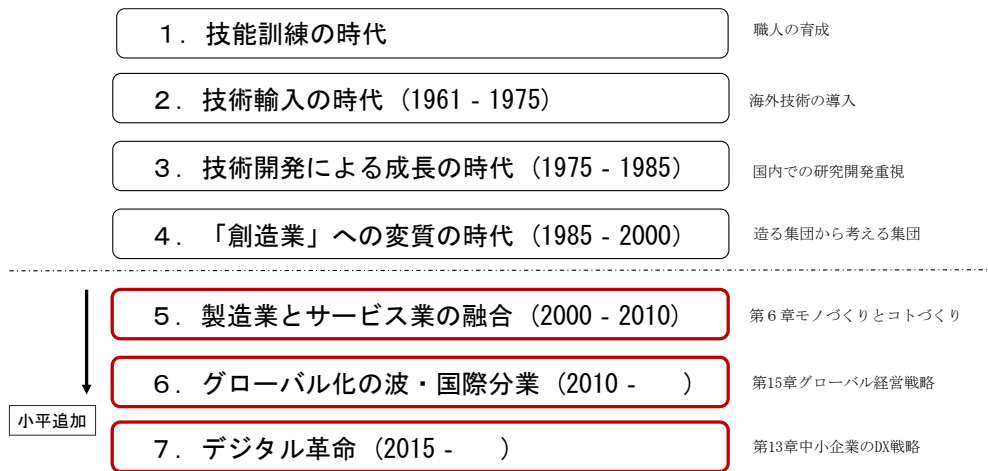 １. 技能訓練の時代
職人の育成
２. 技術輸入の時代 (1961 - 1975)
海外技術の導入
３. 技術開発による成長の時代 (1975 - 1985)
国内での研究開発重視
４. 「創造業」への変質の時代 (1985 - 2000)
造る集団から考える集団
５. 製造業とサービス業の融合 (2000 - 2010)
第６章モノづくりとコトづくり
６. グローバル化の波・国際分業 (2010 -　　)
第15章グローバル経営戦略
小平追加
７. デジタル革命 (2015 -　　)
第13章中小企業のDX戦略